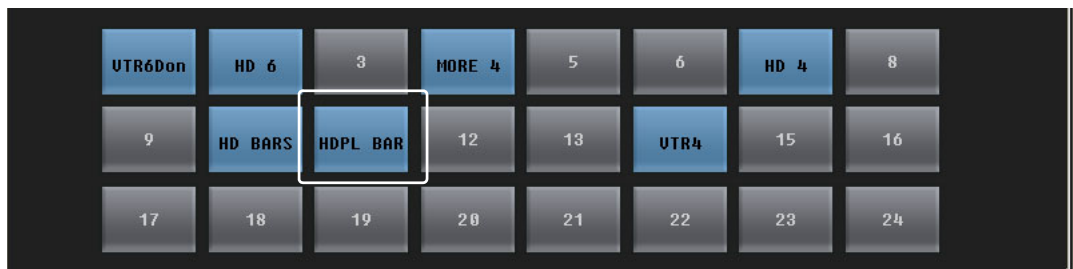 VTR6Don HD 6 3 MORE 4 5 6 HD 4 8
9 HD BARS HDPL BAR 12 13 VTR4 15 16
17 18 19 20 21 22 23 24